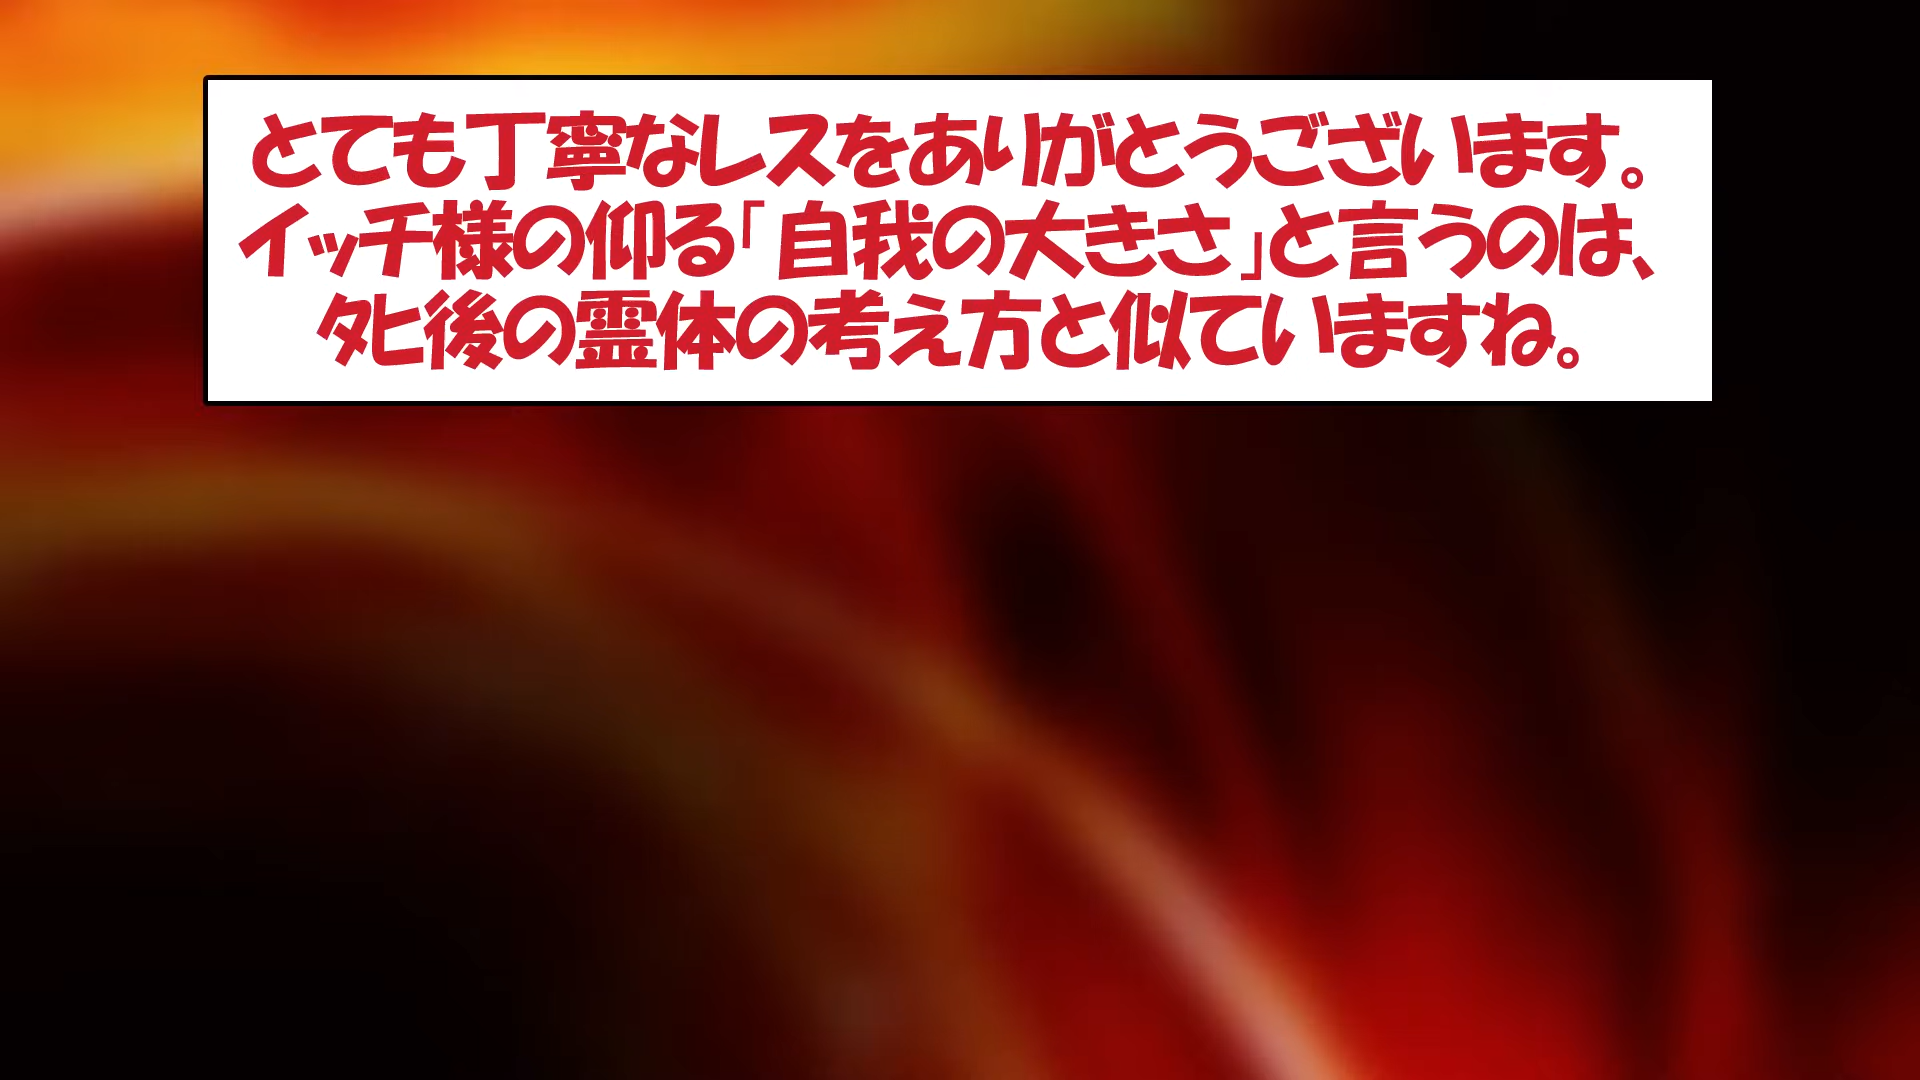 とても丁寧なレスをありがとうございます。
イッチ様の仰る「自我の大きさ」と言うのは、
タヒ後の霊体の考え方と似ていますね。